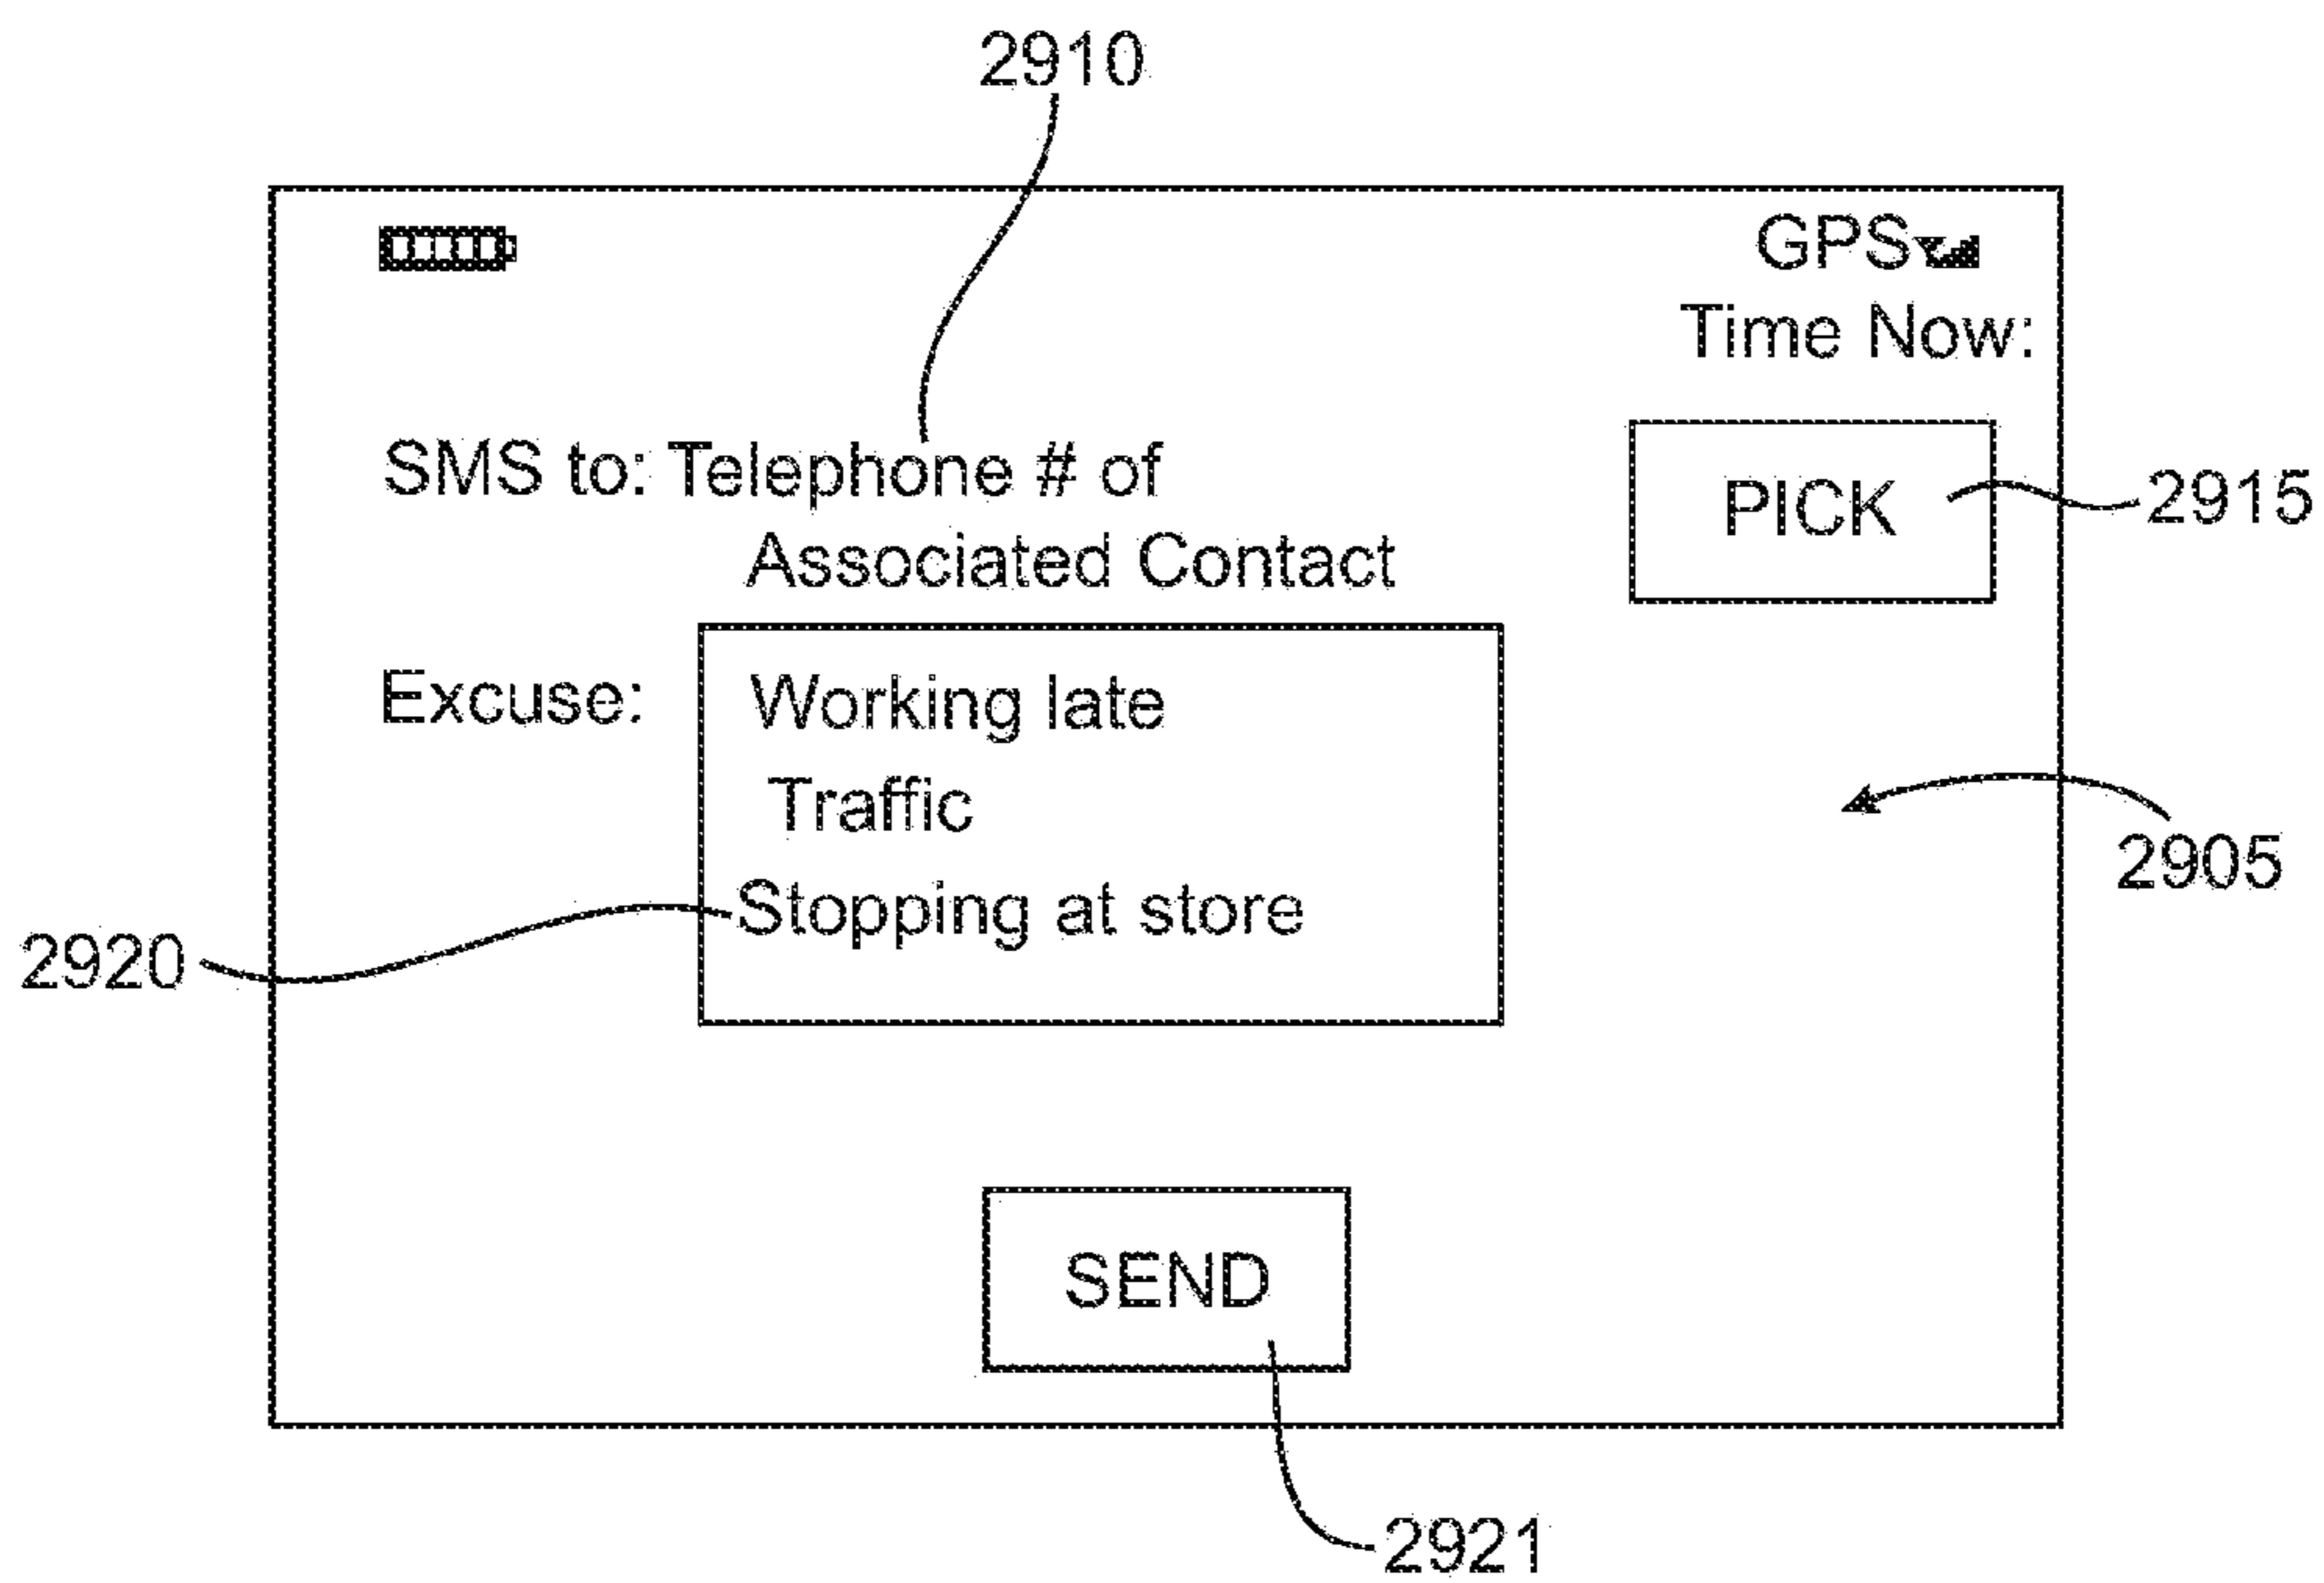 2910
GPS
Time Now:
SMS to: Telephone # of
Associated Contact
PICK
2915
Excuse:
Working late
Traffic
Stopping at store
2905
2920
SEND
2921